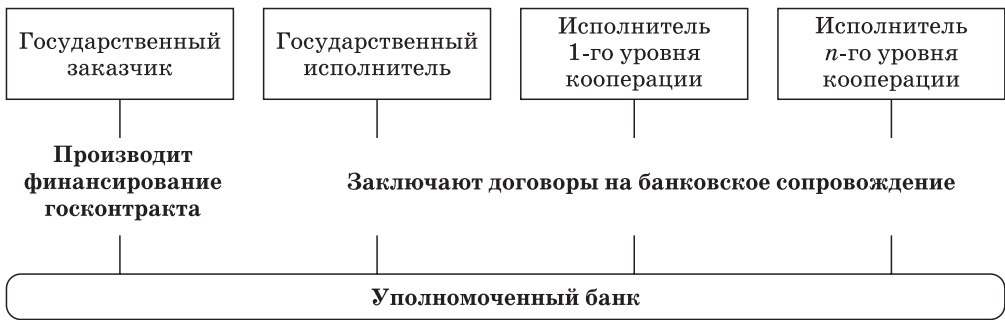 Государственный
заказчик
Государственный
исполнитель
Исполнитель
1-го уровня
кооперации
Исполнитель
n-го уровня
кооперации
Производит
финансирование
госконтракта
Заключают договоры на банковское сопровождение
Уполномоченный банк